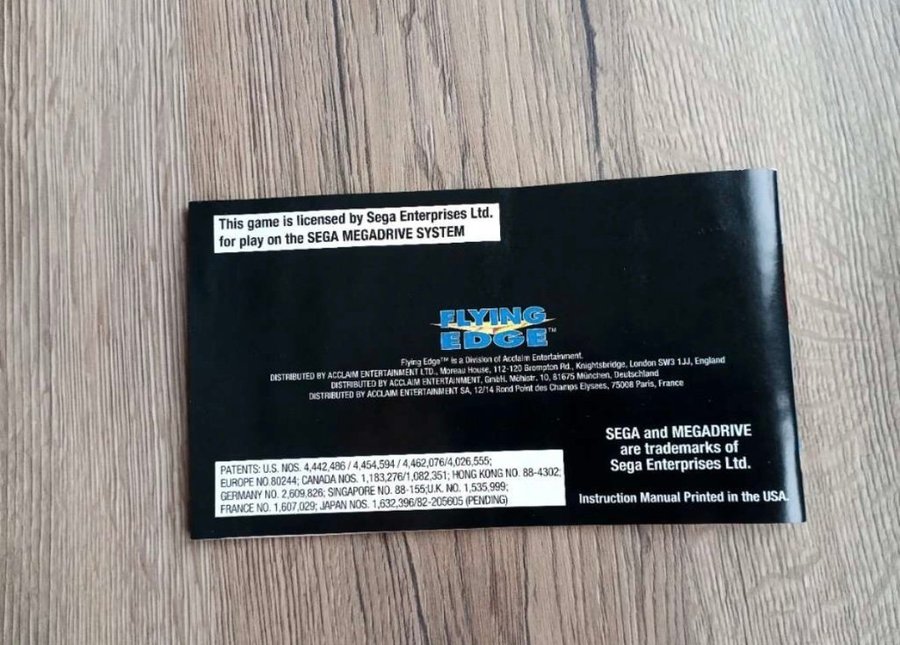 This game is licensed by Sega Enterprises Ltd.
for play on the SEGA MEGADRIVE SYSTEM
FLYING
EDGE™
Flying Edge™ is a Division of Acclaim Entertainment.
DISTRIBUTED BY ACCLAIM ENTERTAINMENT LTD., Moreau House, 112-120 Brompton Rd., Knightsbridge, London SW3 1JJ, England
DISTRIBUTED BY ACCLAIM ENTERTAINMENT, GmbH. Möhlstr. 10, 81675 München, Deutschland
DISTRIBUTED BY ACCLAIM ENTERTAINMENT SA, 12/14 Rond Point des Champs Elysees, 75008 Paris, France
SEGA and MEGADRIVE
are trademarks of
Sega Enterprises Ltd.
PATENTS: U.S. NOS. 4,442,486 / 4,454,594 / 4,462,076/4,026,555;
EUROPE NO.80244; CANADA NOS. 1,183,276/1,082,351; HONG KONG NO. 88-4302;
GERMANY NO. 2,609,826; SINGAPORE NO. 88-155;U.K. NO. 1,535,999;
FRANCE NO. 1,607,029; JAPAN NOS. 1,632,396/82-205605 (PENDING)
Instruction Manual Printed in the USA.